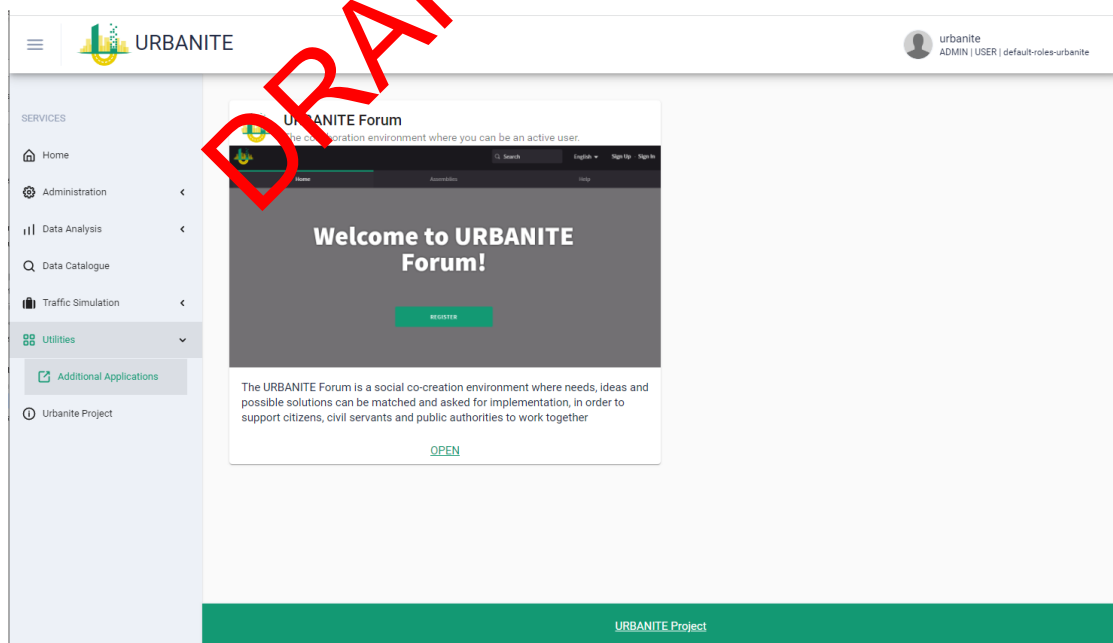 URBANITE
urbanite
ADMIN | USER | default-roles-urbanite
SERVICES
Home
Administration
Data Analysis
Data Catalogue
Traffic Simulation
Utilities
Additional Applications
Urbanite Project
URBANITE Forum
The collaboration environment where you can be an active user.
Search English Sign Up Sign In
Home Assemblies Help
Welcome to URBANITE
Forum!
REGISTER
The URBANITE Forum is a social co-creation environment where needs, ideas and
possible solutions can be matched and asked for implementation, in order to
support citizens, civil servants and public authorities to work together
OPEN
URBANITE Project